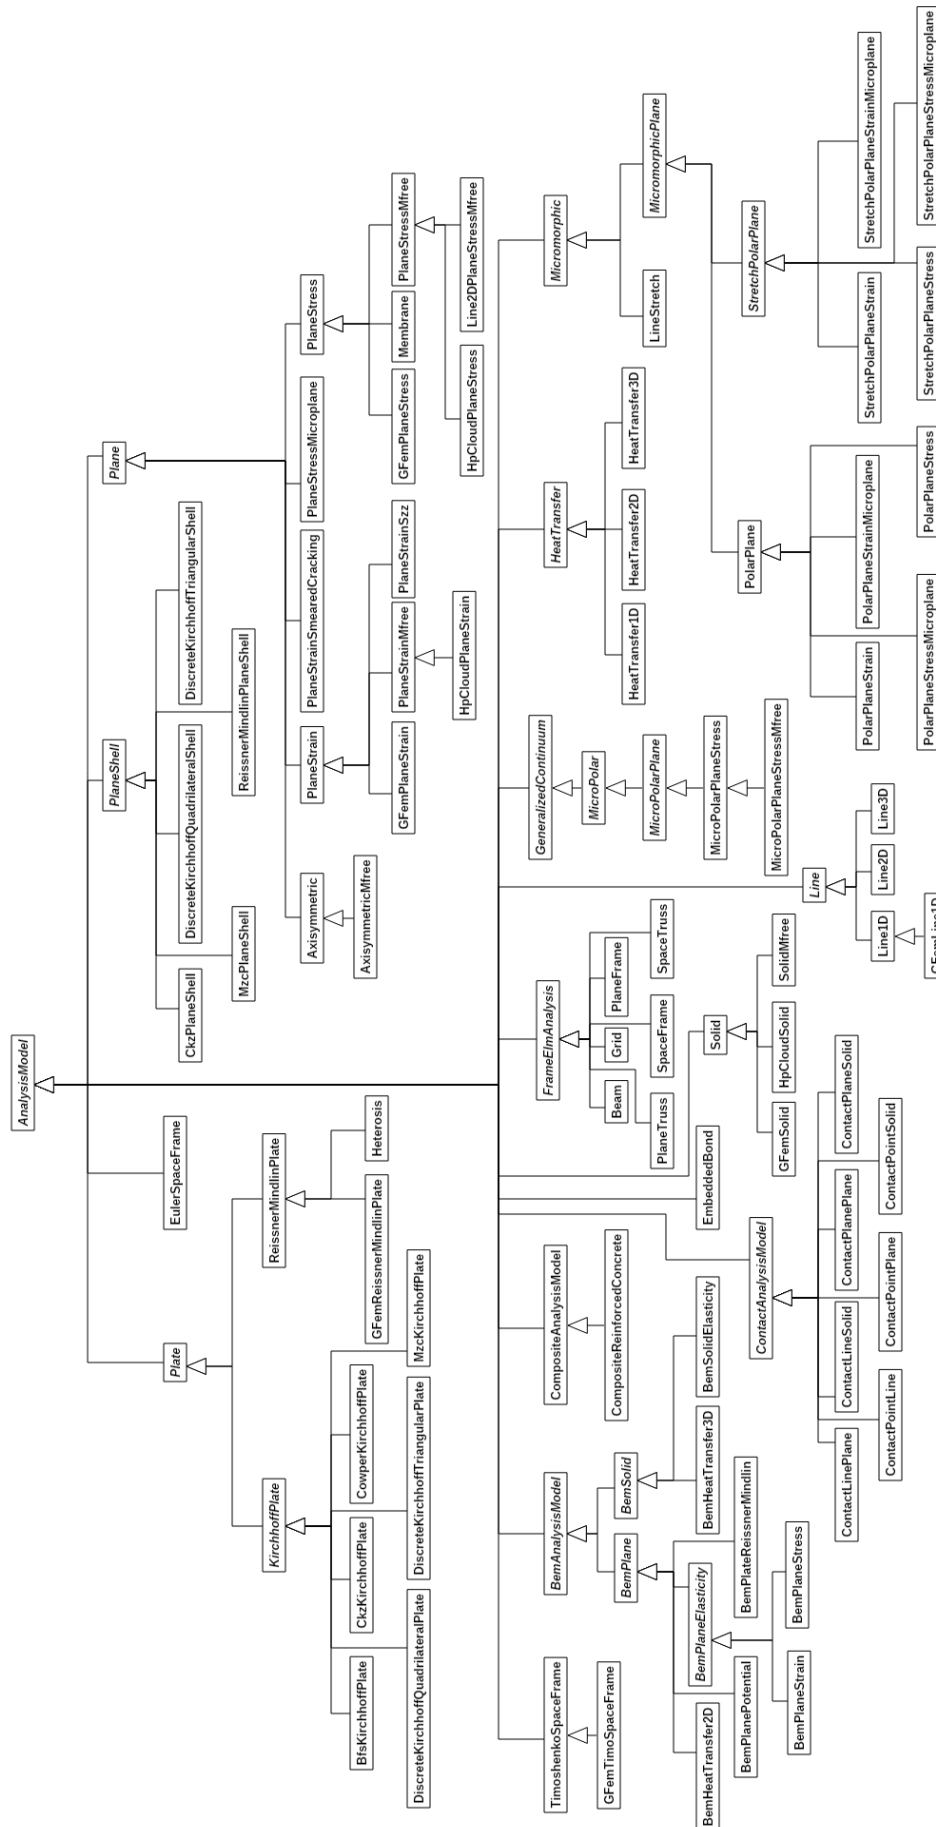 AnalysisModel
Plate
EulerSpaceFrame
PlaneShell
Plane
KirchhoffPlate
ReissnerMindlinPlate
BfsKirchhoffPlate
CkzKirchhoffPlate
CowperKirchhoffPlate
DiscreteKirchhoffQuadrilateralPlate
DiscreteKirchhoffTriangularPlate
MzcKirchhoffPlate
GFemReissnerMindlinPlate
Heterosis
CkzPlaneShell
DiscreteKirchhoffQuadrilateralShell
DiscreteKirchhoffTriangularShell
MzcPlaneShell
ReissnerMindlinPlaneShell
Axisymmetric
PlaneStrain
PlaneStrainSmearedCracking
PlaneStressMicroplane
PlaneStress
AxisymmetricMfree
GFemPlaneStrain
PlaneStrainMfree
PlaneStrainSzz
HpCloudPlaneStrain
GFemPlaneStress
Membrane
PlaneStressMfree
HpCloudPlaneStress
Line2DPlaneStressMfree
TimoshenkoSpaceFrame
GFemTimoSpaceFrame
BemAnalysisModel
BemPlane
BemSolid
BemHeatTransfer2D
BemPlanePotential
BemPlaneElasticity
BemPlateReissnerMindlin
BemHeatTransfer3D
BemSolidElasticity
BemPlaneStrain
BemPlaneStress
CompositeAnalysisModel
CompositeReinforcedConcrete
ContactAnalysisModel
ContactLinePlane
ContactLineSolid
ContactPlanePlane
ContactPlaneSolid
ContactPointLine
ContactPointPlane
ContactPointSolid
EmbeddedBond
Solid
GFemSolid
HpCloudSolid
SolidMfree
FrameElmAnalysis
Beam
Grid
PlaneFrame
PlaneTruss
SpaceFrame
SpaceTruss
Line
Line1D
Line2D
Line3D
GFemLine1D
GeneralizedContinuum
MicroPolar
MicroPolarPlane
MicroPolarPlaneStress
MicroPolarPlaneStressMfree
HeatTransfer
HeatTransfer1D
HeatTransfer2D
HeatTransfer3D
Micromorphic
LineStretch
MicromorphicPlane
PolarPlane
StretchPolarPlane
PolarPlaneStrain
PolarPlaneStrainMicroplane
PolarPlaneStressMicroplane
PolarPlaneStress
StretchPolarPlaneStrain
StretchPolarPlaneStrainMicroplane
StretchPolarPlaneStress
StretchPolarPlaneStressMicroplane